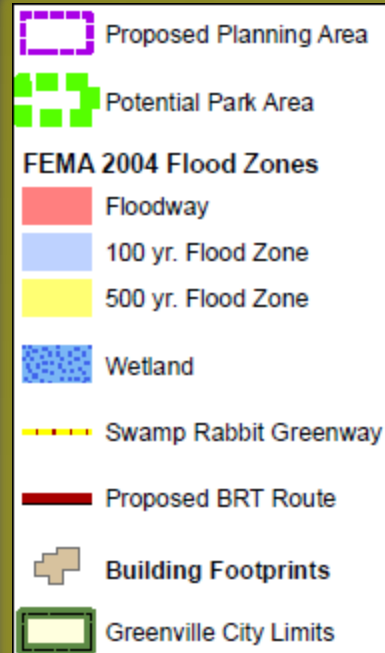 Proposed Planning Area
Potential Park Area
FEMA 2004 Flood Zones
Floodway
100 yr. Flood Zone
500 yr. Flood Zone
Wetland
Swamp Rabbit Greenway
Proposed BRT Route
Building Footprints
Greenville City Limits